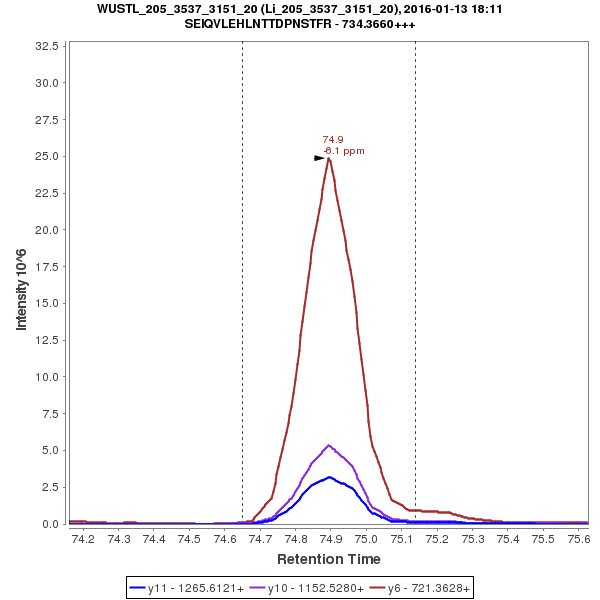 WUSTL_205_3537_3151_20 (Li_205_3537_3151_20), 2016-01-13 18:11
SEIQVLEHLNTTDPNSTFR - 734.3660+++
32.5
30.0
27.5
25.0
22.5
20.0
17.5
15.0
12.5
10.0
7.5
5.0
2.5
0.0
Intensity 10^6
74.9
-6.1 ppm
74.2 74.3 74.4 74.5 74.6 74.7 74.8 74.9 75.0 75.1 75.2 75.3 75.4 75.5 75.6
Retention Time
y11 - 1265.6121+ y10 - 1152.5280+ y6 - 721.3628+